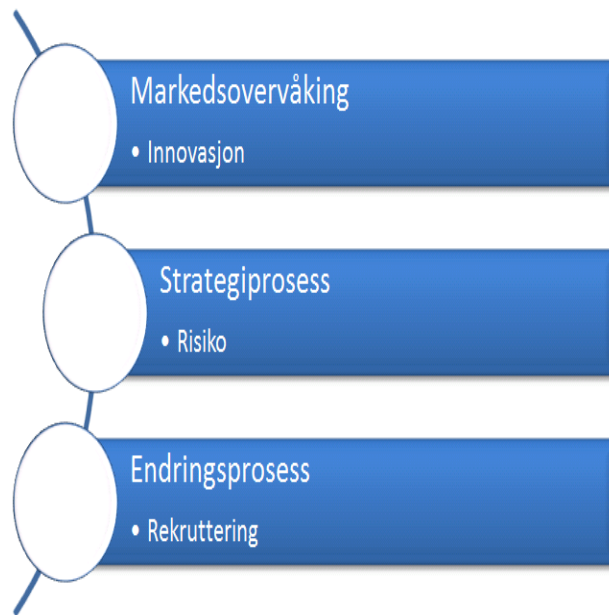 Markedsovervåking
• Innovasjon
Strategiprosess
• Risiko
Endringsprosess
• Rekruttering